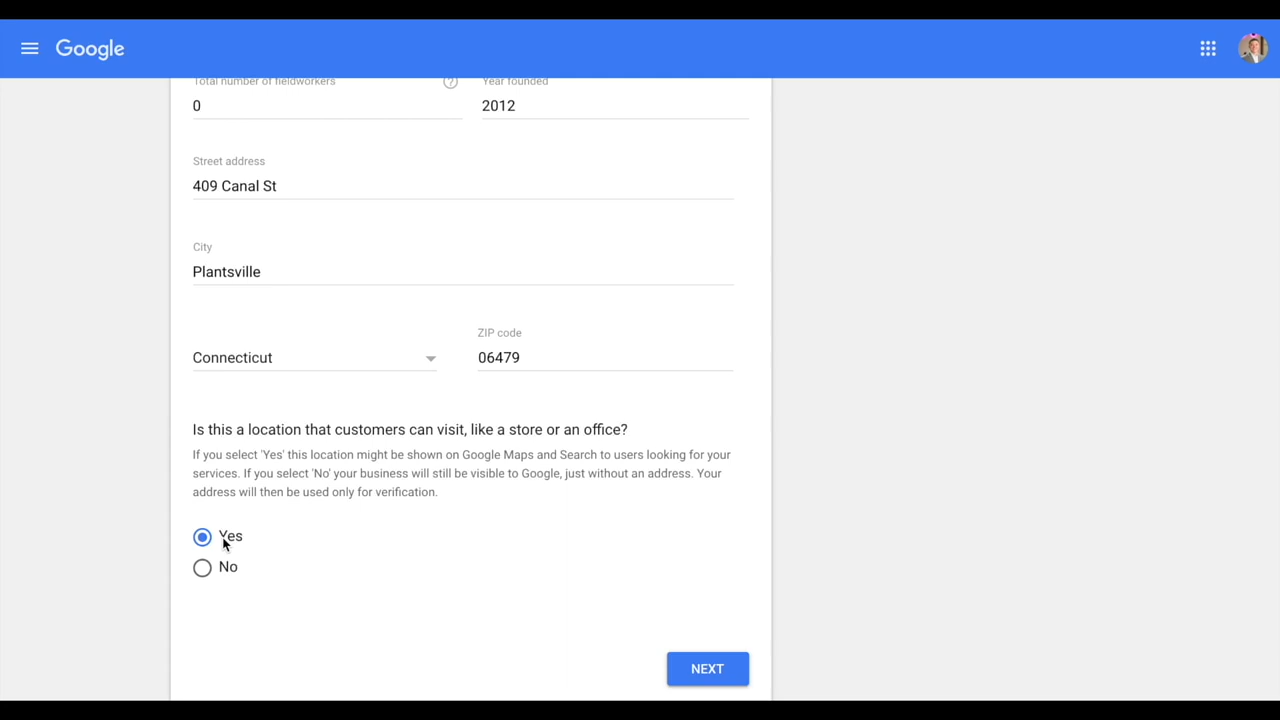 Google
Total number of fieldworkers
Year founded
0
2012
Street address
409 Canal St
City
Plantsville
ZIP code
Connecticut
06479
Is this a location that customers can visit, like a store or an office?
If you select 'Yes' this location might be shown on Google Maps and Search to users looking for your
services. If you select 'No' your business will still be visible to Google, just without an address. Your
address will then be used only for verification.
Yes
No
NEXT